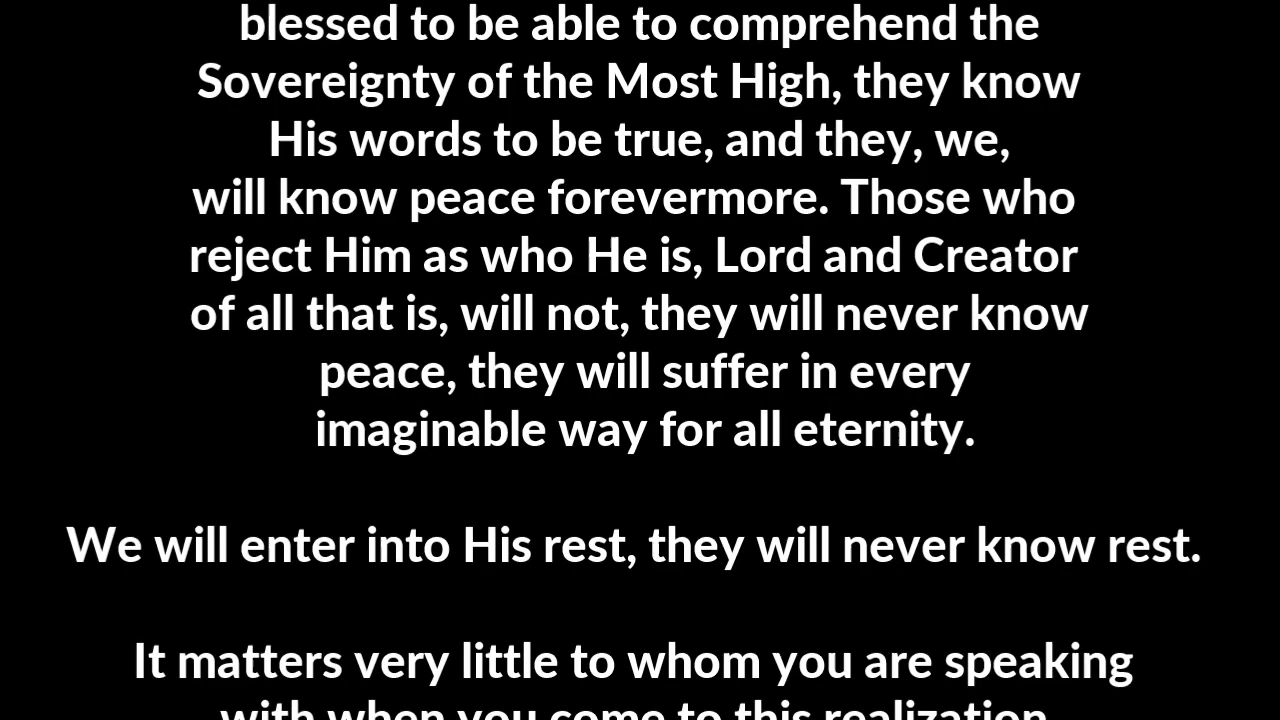 blessed to be able to comprehend the
Sovereignty of the Most High, they know
His words to be true, and they, we,
will know peace forevermore. Those who
reject Him as who He is, Lord and Creator
of all that is, will not, they will never know
peace, they will suffer in every
imaginable way for all eternity.
We will enter into His rest, they will never know rest.
It matters very little to whom you are speaking
with when you come to this realization